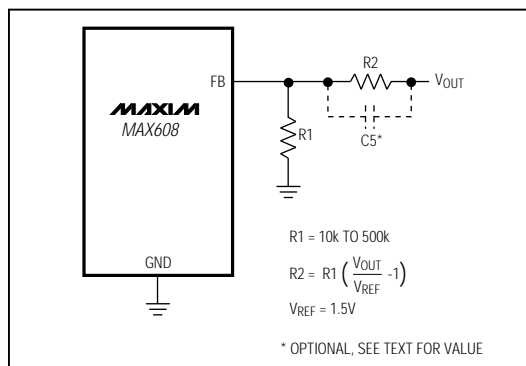 R2
FB
VOUT
MAXIM
MAX608
R1
C5*
R1 = 10k TO 500k
GND
R2 = R1 ( VOUT / VREF -1 )
VREF = 1.5V
* OPTIONAL, SEE TEXT FOR VALUE